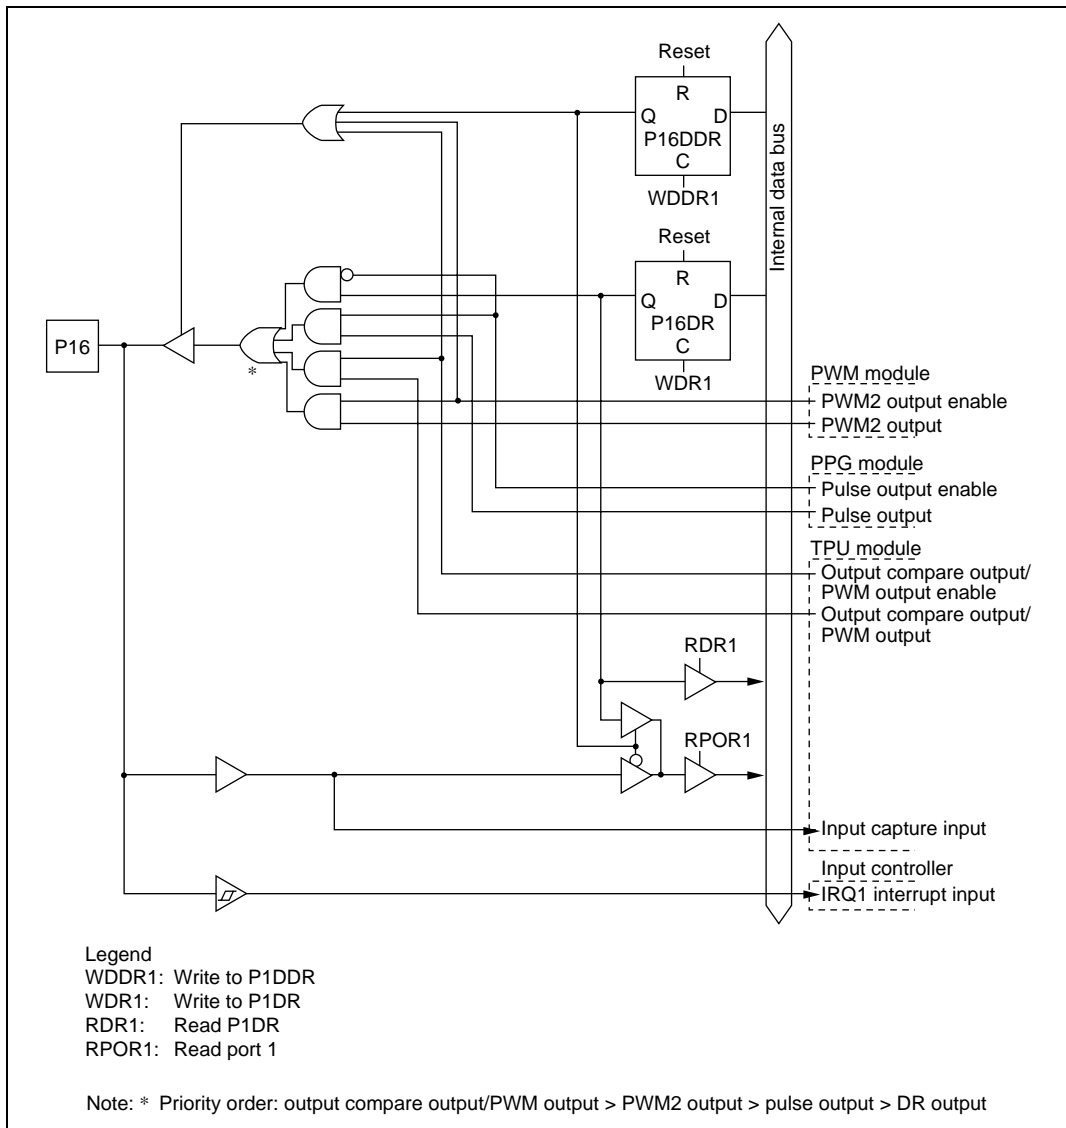 Reset
R
Q D
P16DDR
C
WDDR1
Internal data bus
Reset
R
Q D
P16DR
C
WDR1
P16
*
PWM module
PWM2 output enable
PWM2 output
PPG module
Pulse output enable
Pulse output
TPU module
Output compare output/
PWM output enable
Output compare output/
PWM output
RDR1
RPOR1
Input capture input
Input controller
IRQ1 interrupt input
Legend
WDDR1: Write to P1DDR
WDR1: Write to P1DR
RDR1: Read P1DR
RPOR1: Read port 1
Note: * Priority order: output compare output/PWM output > PWM2 output > pulse output > DR output